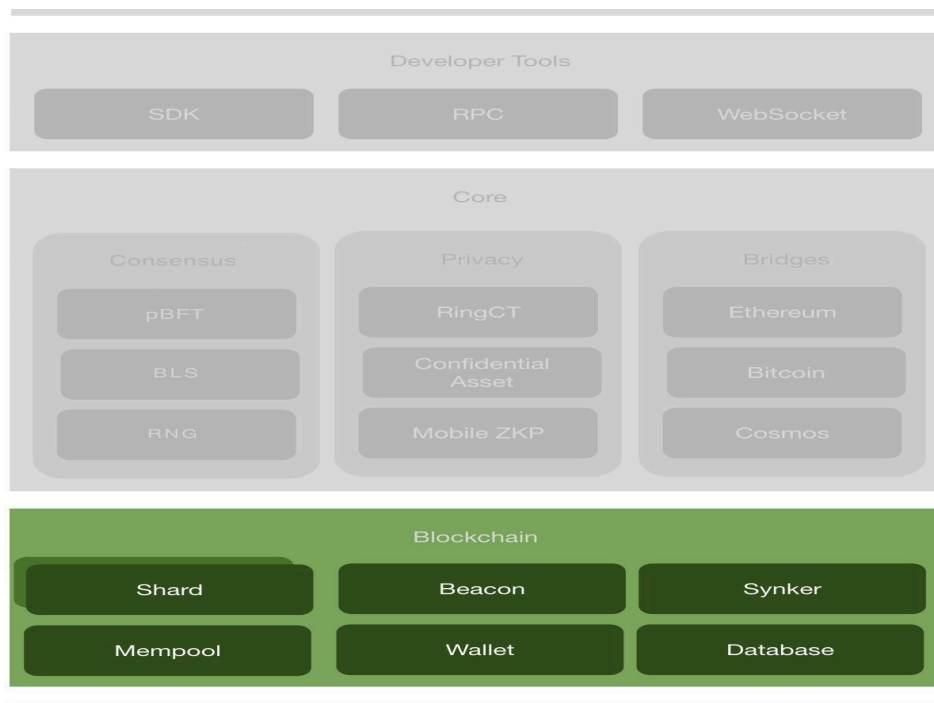 Developer Tools
SDK RPC WebSocket
Core
Consensus Privacy Bridges
pBFT RingCT Ethereum
BLS Confidential Asset Bitcoin
RNG Mobile ZKP Cosmos
Blockchain
Shard Beacon Synker
Mempool Wallet Database